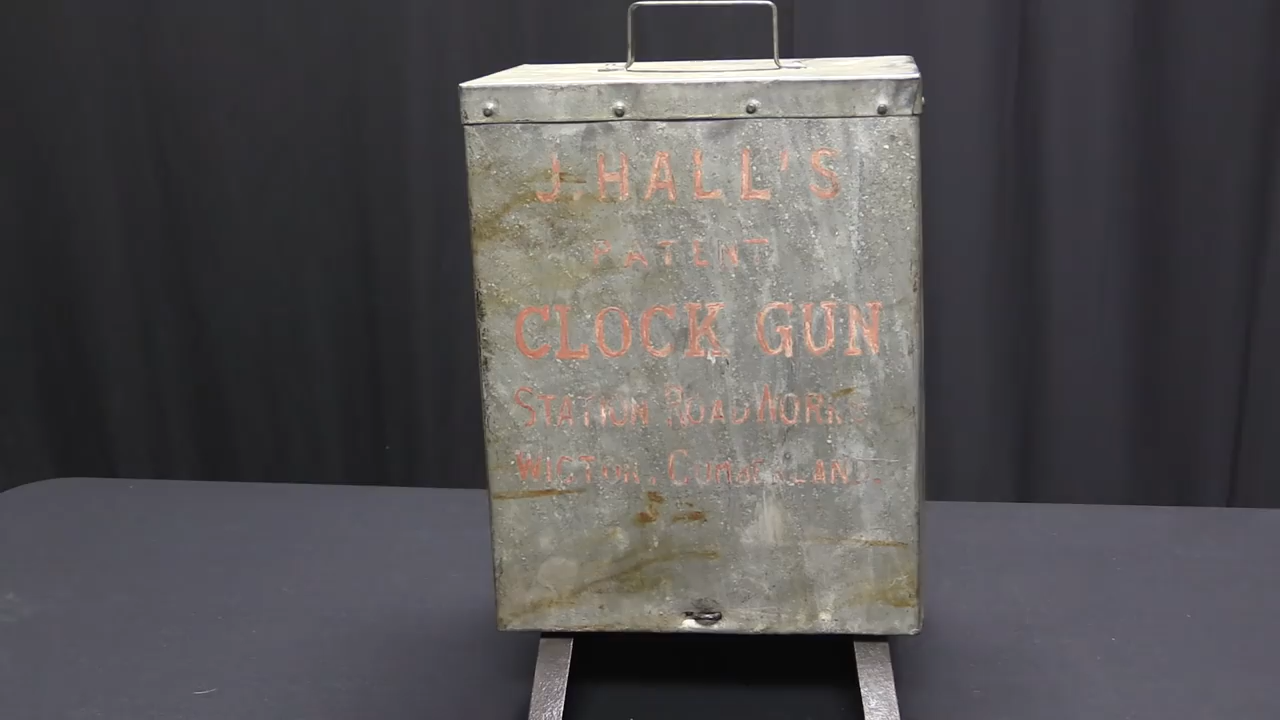 J. HALL'S
PATENT
CLOCK GUN
STATION ROAD WORKS
WIGTON, CUMBERLAND.